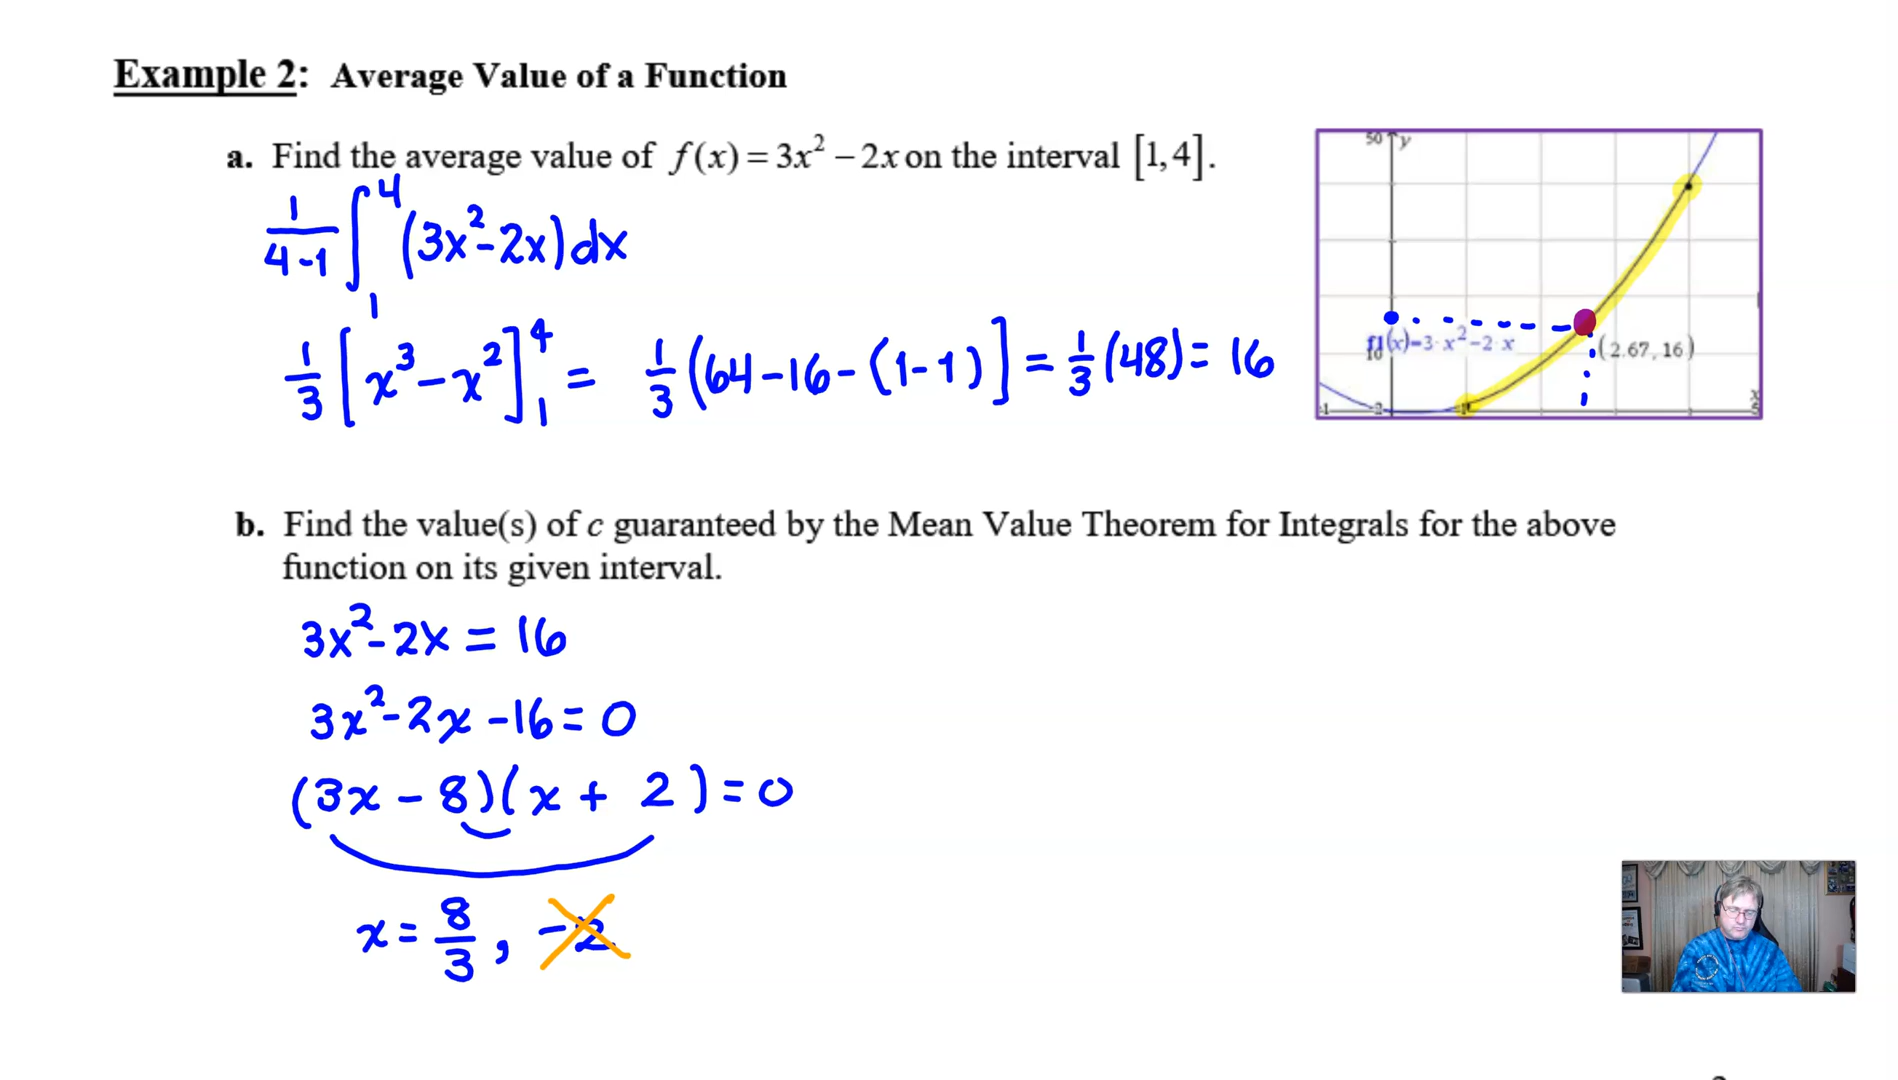 Example 2: Average Value of a Function
a. Find the average value of f(x) = 3x² − 2x on the interval [1,4].
1/(4-1) ∫₁⁴ (3x²-2x)dx
1/3 [x³ − x²]₁⁴ = 1/3 (64−16−(1−1)] = 1/3 (48) = 16
50 y
f1(x)=3·x²−2·x
(2.67, 16)
-1 -2 1 x
5
b. Find the value(s) of c guaranteed by the Mean Value Theorem for Integrals for the above
function on its given interval.
3x²-2x = 16
3x²-2x-16=0
(3x − 8)(x + 2) = 0
x = 8/3, -2